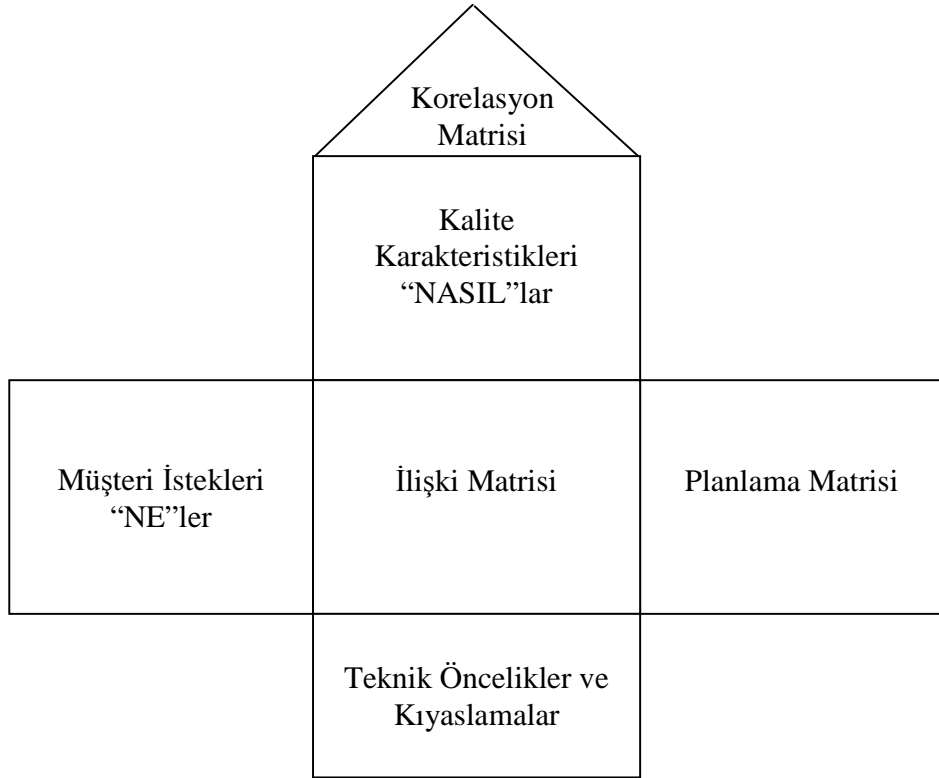 Korelasyon
Matrisi
Kalite
Karakteristikleri
“NASIL”lar
Müşteri İstekleri
“NE”ler
İlişki Matrisi
Planlama Matrisi
Teknik Öncelikler ve
Kıyaslamalar